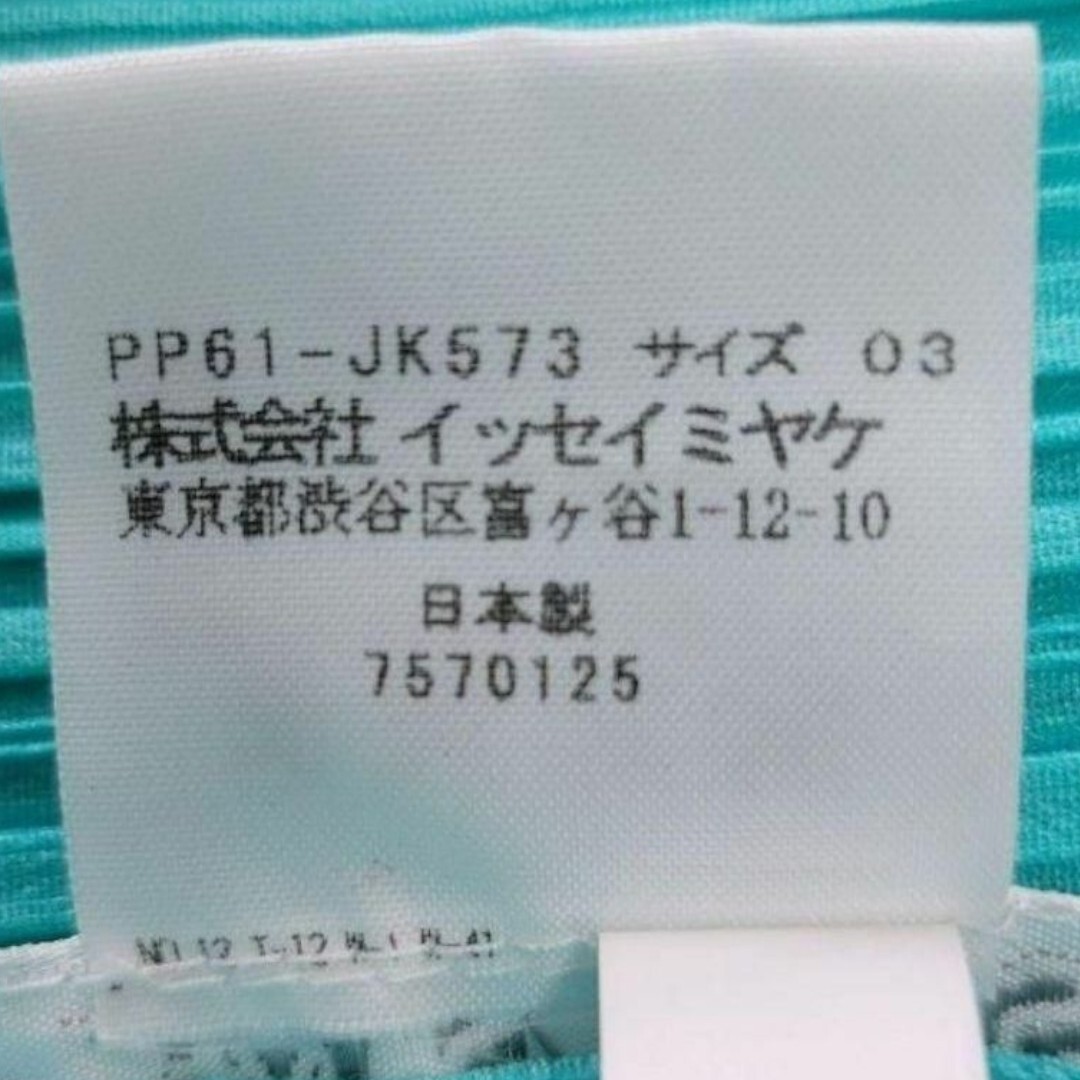 PP61-JK573 サイズ 03
株式会社 イッセイミヤケ
東京都渋谷区富ヶ谷1-12-10
日本製
7570125